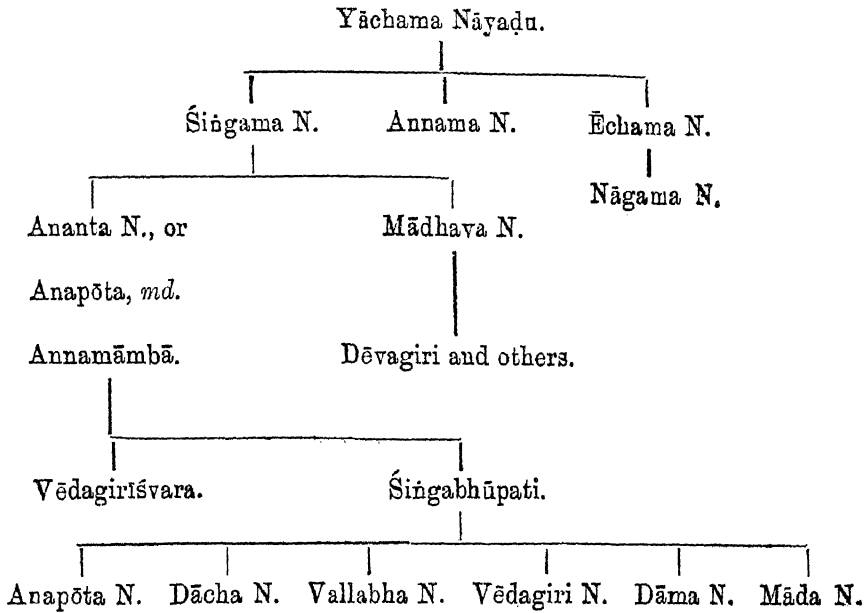 Yāchama Nāyaḍu.
Śiṅgama N. Annama N. Ēchama N.
Nāgama N.
Ananta N., or Mādhava N.
Anapōta, md.
Annamāmbā. Dēvagiri and others.
Vēdagirīśvara. Śiṅgabhūpati.
Anapōta N. Dācha N. Vallabha N. Vēdagiri N. Dāma N. Māda N.